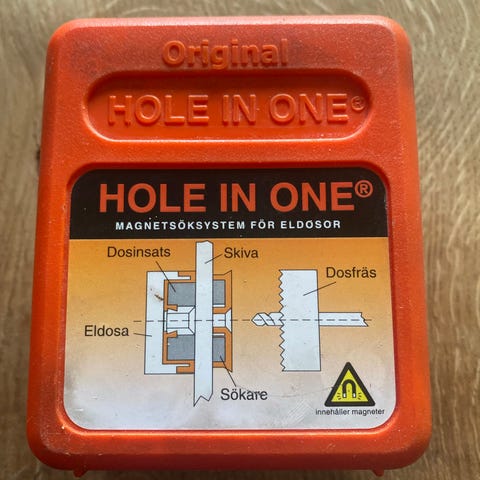 Original
HOLE IN ONE®
HOLE IN ONE®
MAGNETSÖKSYSTEM FÖR ELDOSOR
Dosinsats
Skiva
Dosfräs
Eldosa
Sökare
innehåller magneter